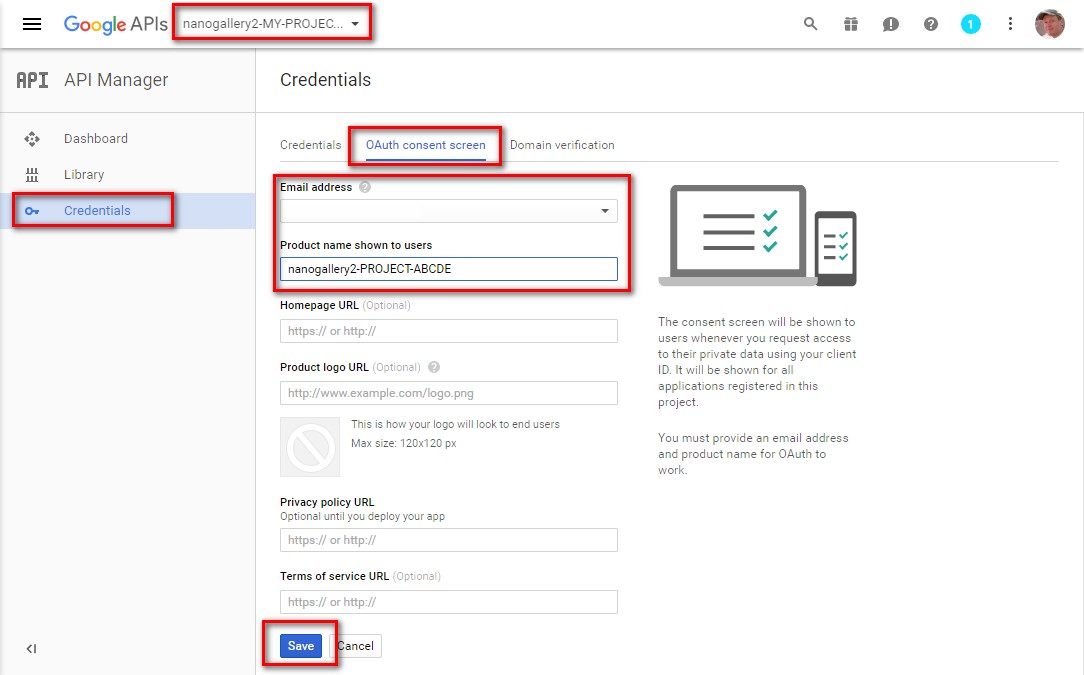 Google APIs nanogallery2-MY-PROJEC... 1
API API Manager
Dashboard
Library
Credentials
Credentials
Credentials OAuth consent screen Domain verification
Email address ?
Product name shown to users
nanogallery2-PROJECT-ABCDE
Homepage URL (Optional)
https:// or http://
Product logo URL (Optional) ?
http://www.example.com/logo.png
This is how your logo will look to end users
Max size: 120x120 px
Privacy policy URL
Optional until you deploy your app
https:// or http://
Terms of service URL (Optional)
https:// or http://
Save Cancel
The consent screen will be shown to
users whenever you request access
to their private data using your client
ID. It will be shown for all
applications registered in this
project.
You must provide an email address
and product name for OAuth to
work.